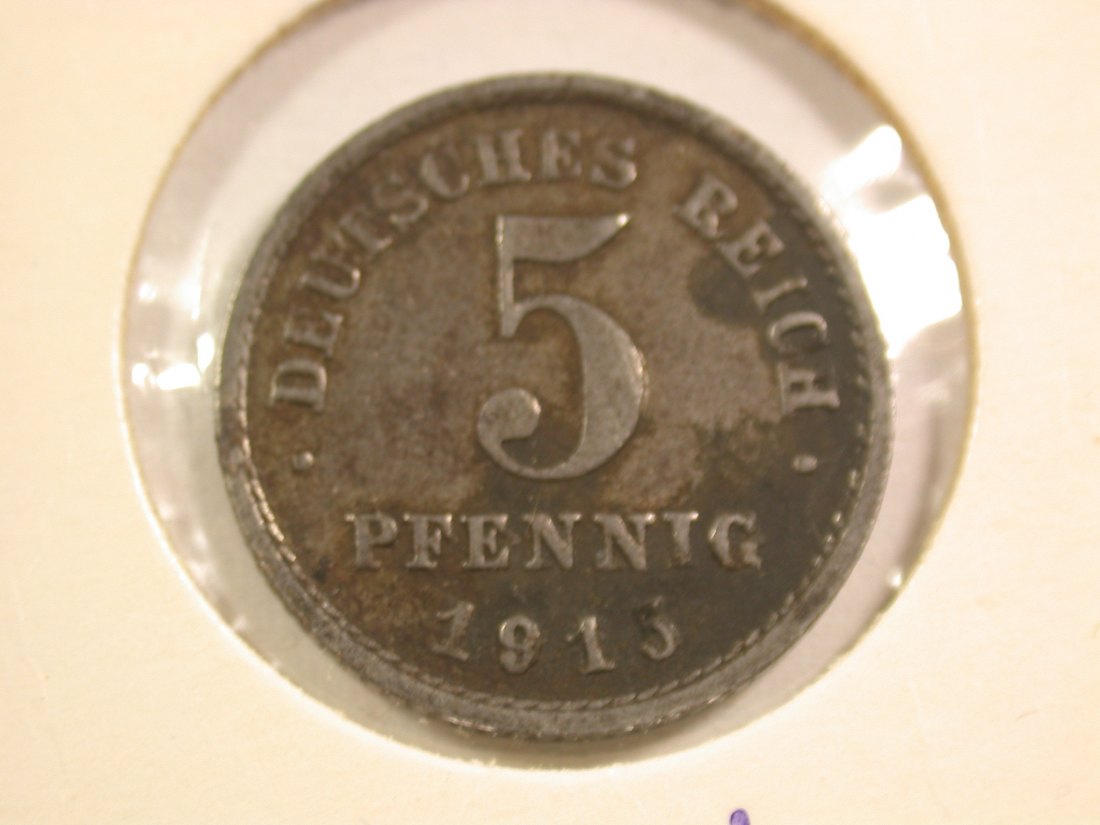 · DEUTSCHES REICH ·
5
PFENNIG
1915